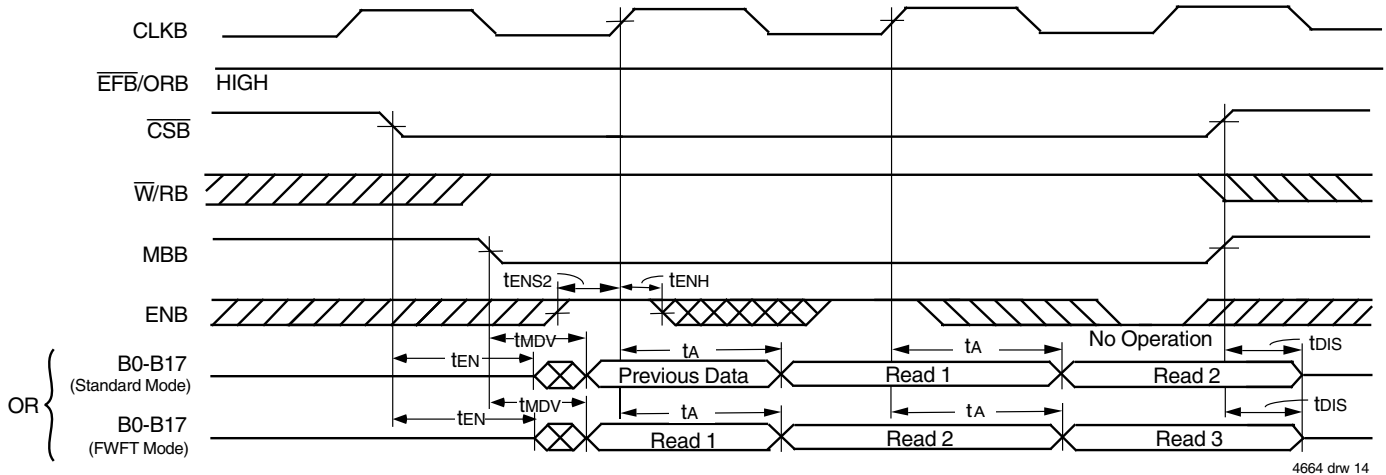 CLKB
EFB/ORB HIGH
CSB
W/RB
MBB
tENS2 tENH
ENB
No Operation
tMDV
tEN tA tA tDIS
B0-B17
(Standard Mode)
Previous Data Read 1 Read 2
OR
tMDV
tEN tA tA tDIS
B0-B17
(FWFT Mode)
Read 1 Read 2 Read 3
4664 drw 14